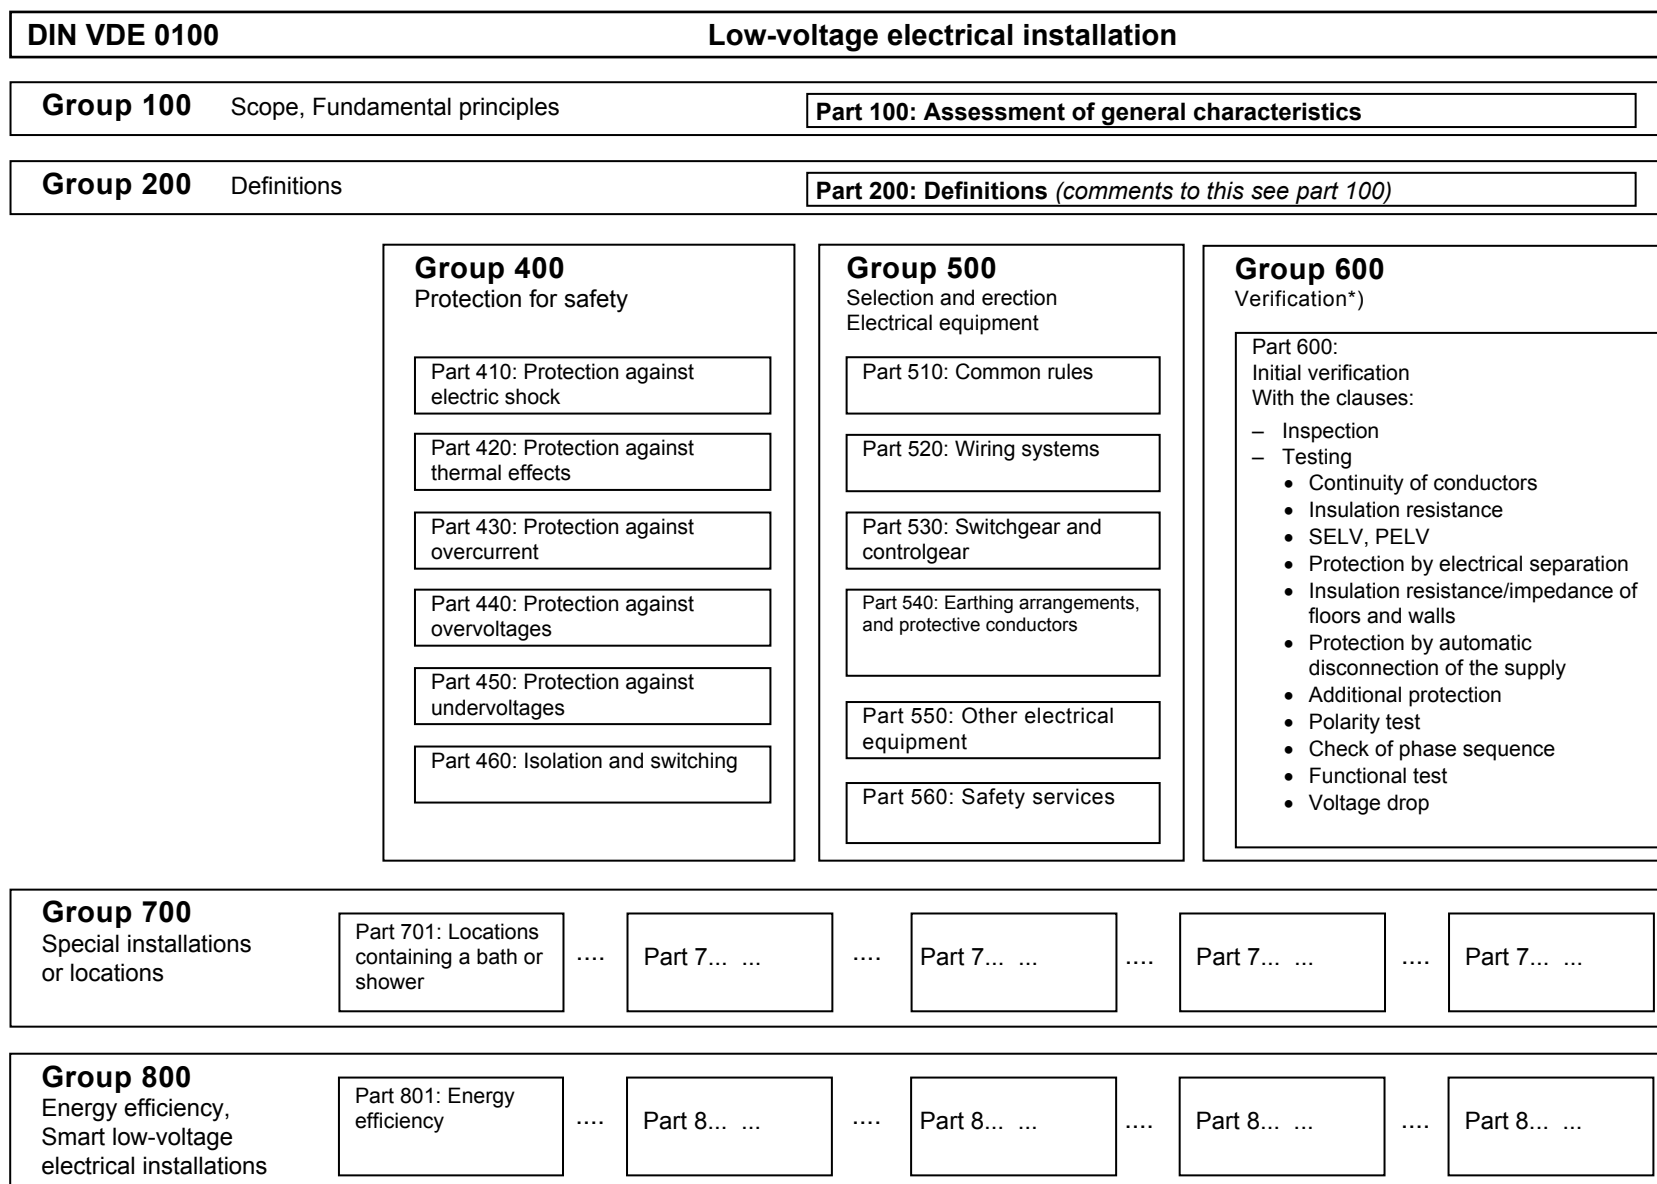 DIN VDE 0100 Low-voltage electrical installation
Group 100 Scope, Fundamental principles Part 100: Assessment of general characteristics
Group 200 Definitions Part 200: Definitions (comments to this see part 100)
Group 400
Protection for safety
Part 410: Protection against
electric shock
Part 420: Protection against
thermal effects
Part 430: Protection against
overcurrent
Part 440: Protection against
overvoltages
Part 450: Protection against
undervoltages
Part 460: Isolation and switching
Group 500
Selection and erection
Electrical equipment
Part 510: Common rules
Part 520: Wiring systems
Part 530: Switchgear and
controlgear
Part 540: Earthing arrangements,
and protective conductors
Part 550: Other electrical
equipment
Part 560: Safety services
Group 600
Verification*)
Part 600:
Initial verification
With the clauses:
– Inspection
– Testing
• Continuity of conductors
• Insulation resistance
• SELV, PELV
• Protection by electrical separation
• Insulation resistance/impedance of
floors and walls
• Protection by automatic
disconnection of the supply
• Additional protection
• Polarity test
• Check of phase sequence
• Functional test
• Voltage drop
Group 700
Special installations
or locations
Part 701: Locations
containing a bath or
shower
.... Part 7... ... .... Part 7... ... .... Part 7... ... .... Part 7... ...
Group 800
Energy efficiency,
Smart low-voltage
electrical installations
Part 801: Energy
efficiency
.... Part 8... ... .... Part 8... ... .... Part 8... ... .... Part 8... ...